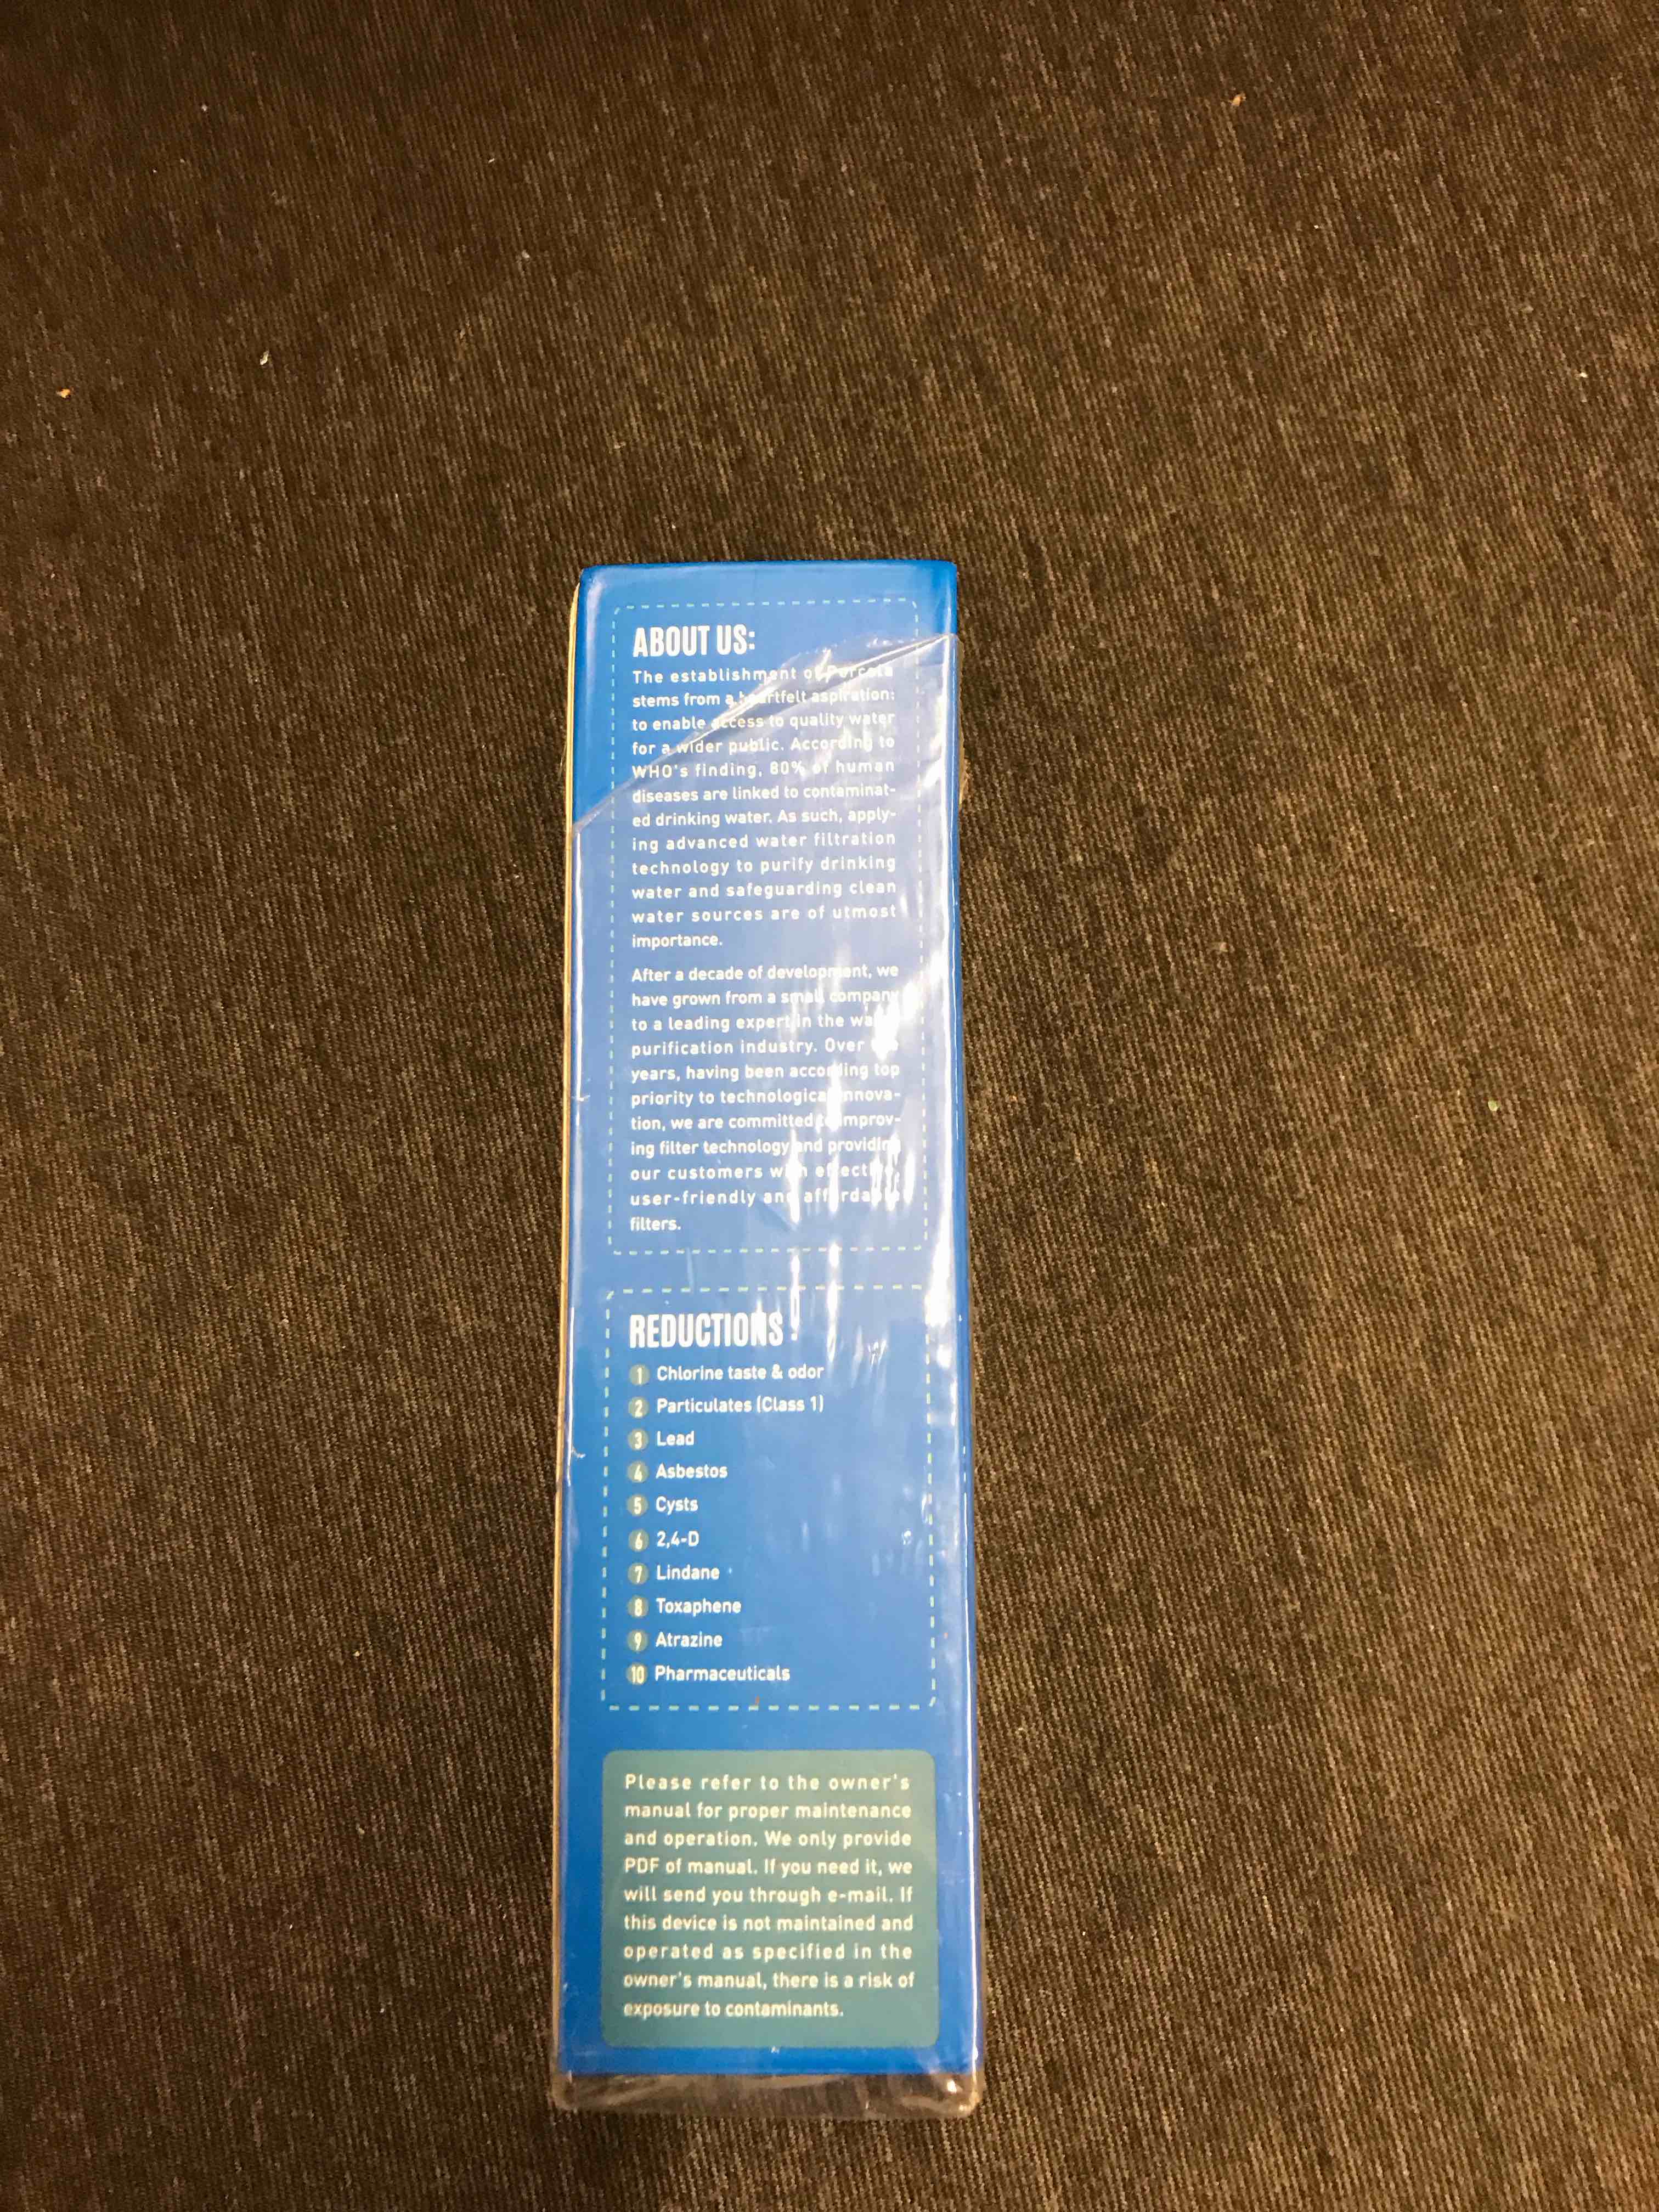 ABOUT US:
The establishment of
stems from a heartfelt aspiration:
to enable access to quality water
for a wider public. According to
WHO's finding, 80% of human
diseases are linked to contaminat-
ed drinking water. As such, apply-
ing advanced water filtration
technology to purify drinking
water and safeguarding clean
water sources are of utmost
importance.
After a decade of development, we
have grown from a small company
to a leading expert in the water
purification industry. Over the
years, having been according top
priority to technological innova-
tion, we are committed to improv-
ing filter technology and providing
our customers with effective,
user-friendly and affordable
filters.
REDUCTIONS:
1 Chlorine taste & odor
2 Particulates (Class 1)
3 Lead
4 Asbestos
5 Cysts
6 2,4-D
7 Lindane
8 Toxaphene
9 Atrazine
10 Pharmaceuticals
Please refer to the owner's
manual for proper maintenance
and operation. We only provide
PDF of manual. If you need it, we
will send you through e-mail. If
this device is not maintained and
operated as specified in the
owner's manual, there is a risk of
exposure to contaminants.